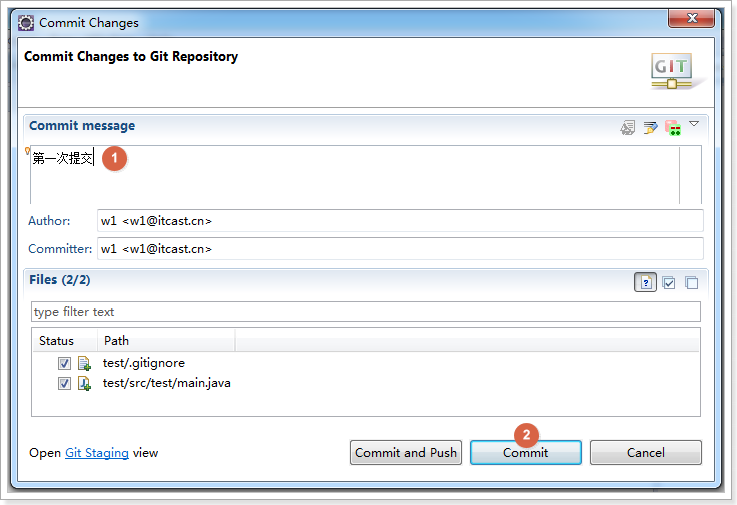 Commit Changes
Commit Changes to Git Repository
GIT
Commit message
第一次提交 1
Author: w1 <w1@itcast.cn>
Committer: w1 <w1@itcast.cn>
Files (2/2)
type filter text
Status Path
test/.gitignore
test/src/test/main.java
2
Open Git Staging view Commit and Push Commit Cancel